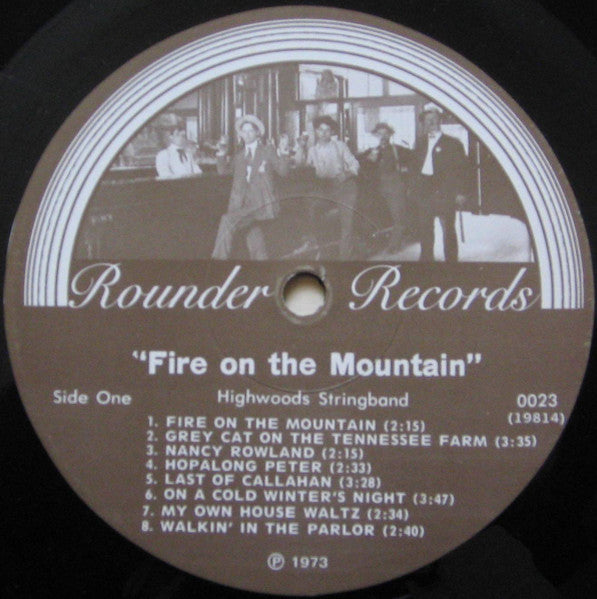 Rounder Records
"Fire on the Mountain"
Side One Highwoods Stringband 0023
(19814)
1. FIRE ON THE MOUNTAIN (2:15)
2. GREY CAT ON THE TENNESSEE FARM (3:35)
3. NANCY ROWLAND (2:15)
4. HOPALONG PETER (2:33)
5. LAST OF CALLAHAN (3:28)
6. ON A COLD WINTER'S NIGHT (3:47)
7. MY OWN HOUSE WALTZ (2:34)
8. WALKIN' IN THE PARLOR (2:40)
℗ 1973